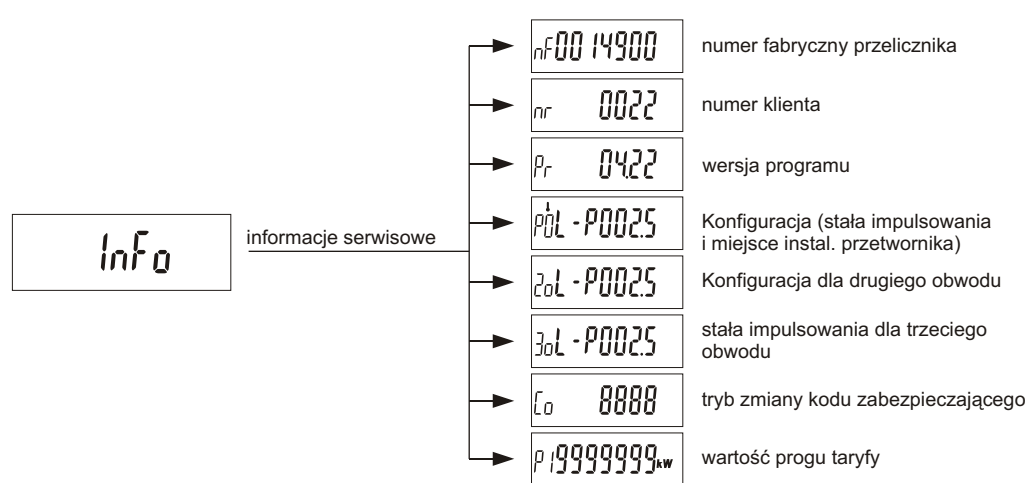 nF0014900
numer fabryczny przelicznika
nr 0022
numer klienta
Pr 04.22
wersja programu
InFo
informacje serwisowe
P0L-P002.5
Konfiguracja (stała impulsowania
i miejsce instal. przetwornika)
2oL-P002.5
Konfiguracja dla drugiego obwodu
3oL-P002.5
stała impulsowania dla trzeciego
obwodu
Co 8888
tryb zmiany kodu zabezpieczającego
P19999999kW
wartość progu taryfy